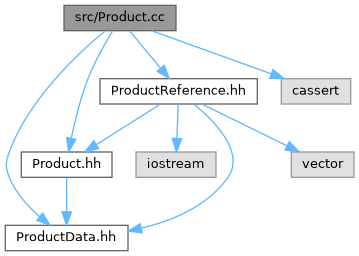 src/Product.cc
ProductReference.hh
cassert
Product.hh
iostream
vector
ProductData.hh